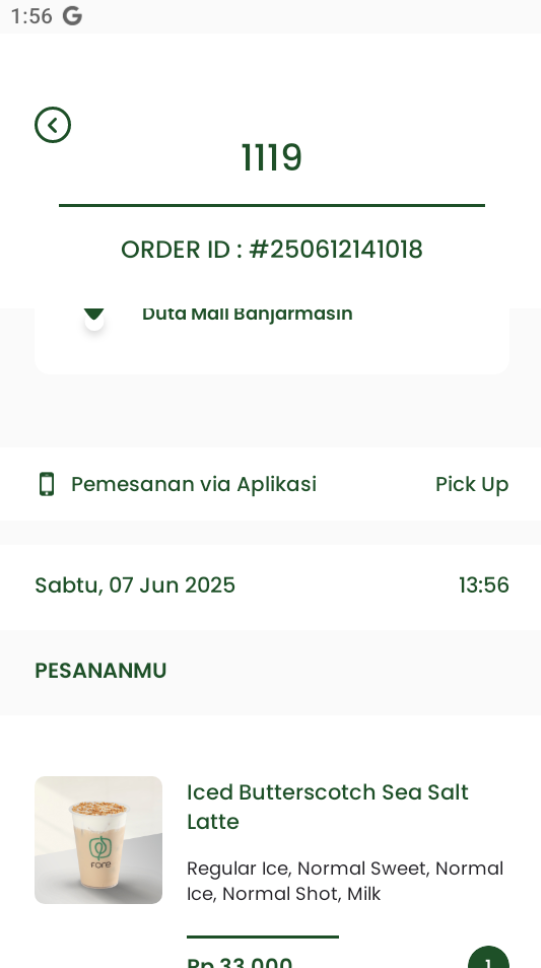 1:56 G
1119
ORDER ID : #250612141018
Duta Mall Banjarmasin
Pemesanan via Aplikasi
Pick Up
Sabtu, 07 Jun 2025
13:56
PESANANMU
Iced Butterscotch Sea Salt
Latte
FORE
Regular Ice, Normal Sweet, Normal
Ice, Normal Shot, Milk
Rp 33.000
1